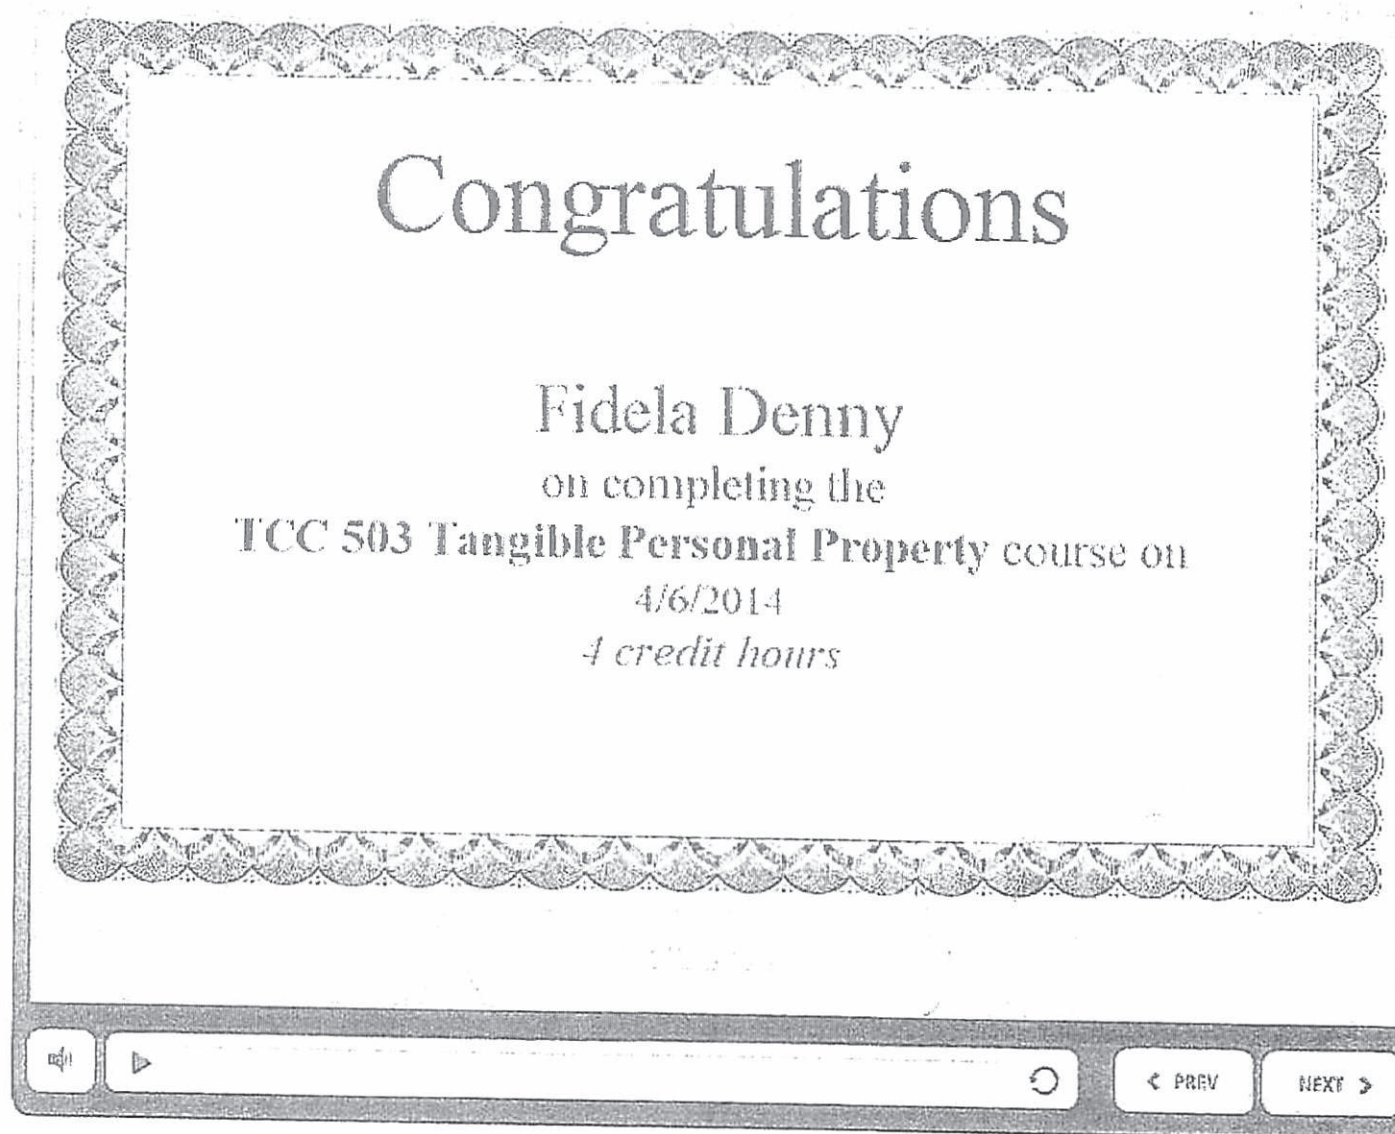 Congratulations
Fidela Denny
on completing the
TCC 503 Tangible Personal Property course on
4/6/2014
4 credit hours
< PREV
NEXT >